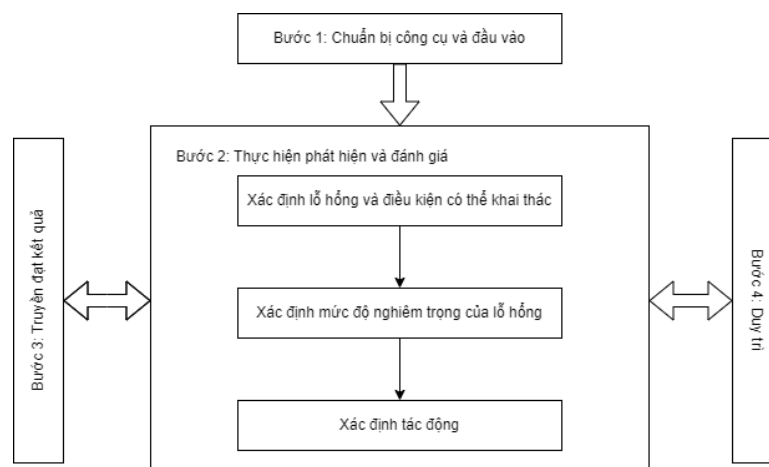 Bước 1: Chuẩn bị công cụ và đầu vào
Bước 2: Thực hiện phát hiện và đánh giá
Xác định lỗ hổng và điều kiện có thể khai thác
Xác định mức độ nghiêm trọng của lỗ hổng
Xác định tác động
Bước 3: Truyền đạt kết quả
Bước 4: Duy trì